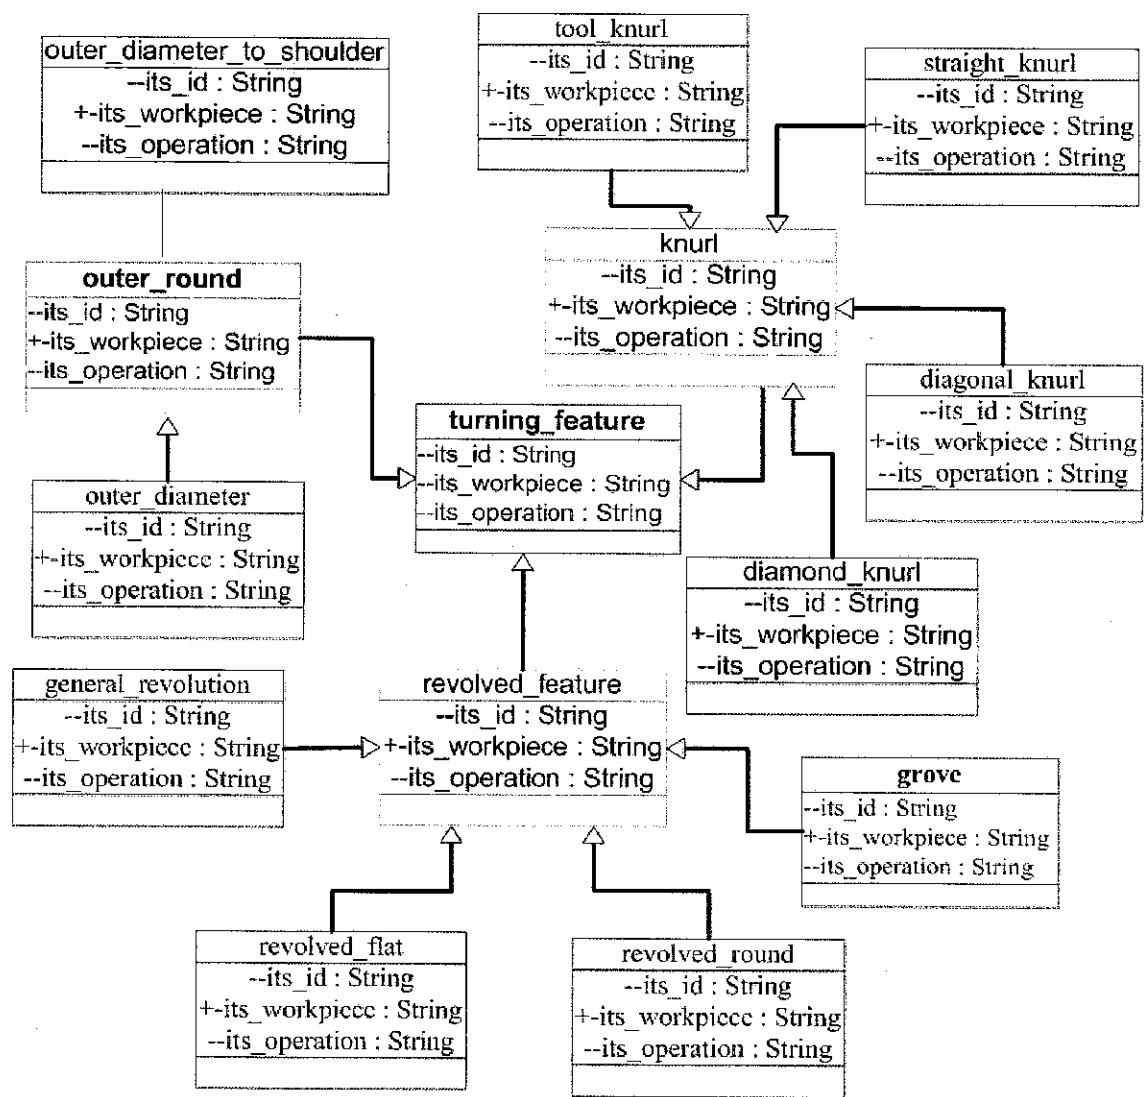 outer_diameter_to_shoulder
--its_id : String
+-its_workpiece : String
--its_operation : String
tool_knurl
--its_id : String
+-its_workpiece : String
--its_operation : String
straight_knurl
--its_id : String
+-its_workpiece : String
--its_operation : String
knurl
--its_id : String
+-its_workpiece : String
--its_operation : String
outer_round
--its_id : String
+-its_workpiece : String
--its_operation : String
diagonal_knurl
--its_id : String
+-its_workpiece : String
--its_operation : String
turning_feature
--its_id : String
--its_workpiece : String
--its_operation : String
outer_diameter
--its_id : String
+-its_workpiece : String
--its_operation : String
diamond_knurl
--its_id : String
+-its_workpiece : String
--its_operation : String
general_revolution
--its_id : String
+-its_workpiece : String
--its_operation : String
revolved_feature
--its_id : String
+-its_workpiece : String
--its_operation : String
grove
--its_id : String
+-its_workpiece : String
--its_operation : String
revolved_flat
--its_id : String
+-its_workpiece : String
--its_operation : String
revolved_round
--its_id : String
+-its_workpiece : String
--its_operation : String